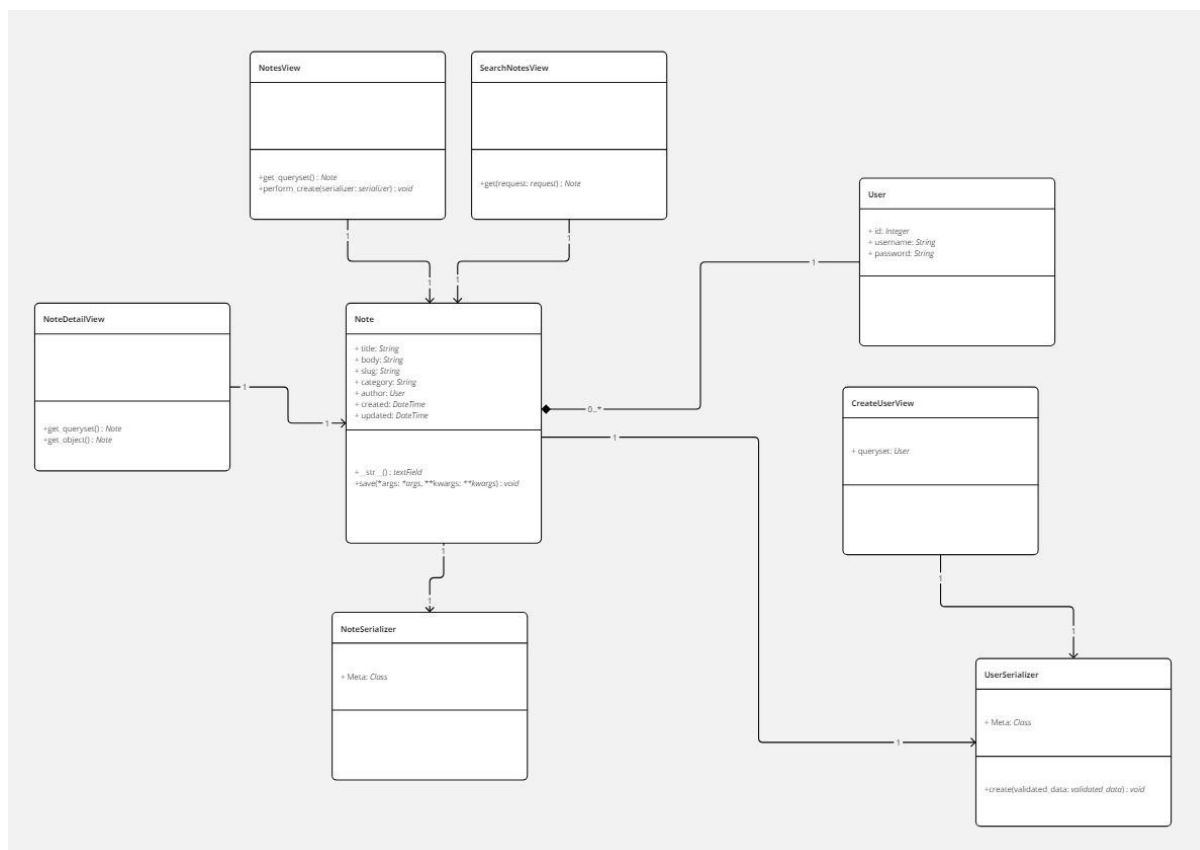 NotesView
+get_queryset() : Note
+perform_create(serializer: serializer) : void
SearchNotesView
+get(request: request) : Note
User
+ id: Integer
+ username: String
+ password: String
1
1
1
1
1
NoteDetailView
+get_queryset() : Note
+get_object() : Note
1
1
Note
+ title: String
+ body: String
+ slug: String
+ category: String
+ author: User
+ created: DateTime
+ updated: DateTime
+__str__() : textField
+save(*args: *args, **kwargs: **kwargs) : void
0..*
1
CreateUserView
+ queryset: User
1
1
NoteSerializer
+ Meta: Class
1
1
UserSerializer
+ Meta: Class
+create(validated_data: validated_data) : void
1